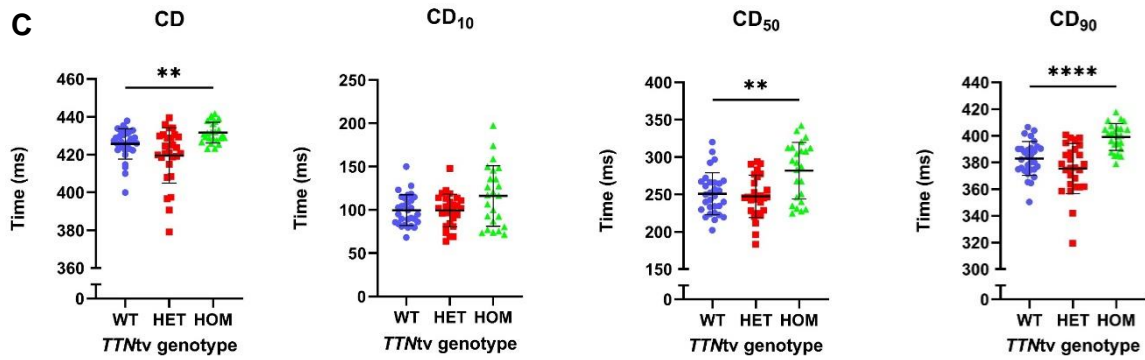 C
CD
CD₁₀
CD₅₀
CD₉₀
Time (ms)
460
440
420
400
380
360
0
**
WT HET HOM
TTNtv genotype
Time (ms)
250
200
150
100
50
0
WT HET HOM
TTNtv genotype
Time (ms)
400
350
300
250
200
150
0
**
WT HET HOM
TTNtv genotype
Time (ms)
440
420
400
380
360
340
320
300
0
****
WT HET HOM
TTNtv genotype